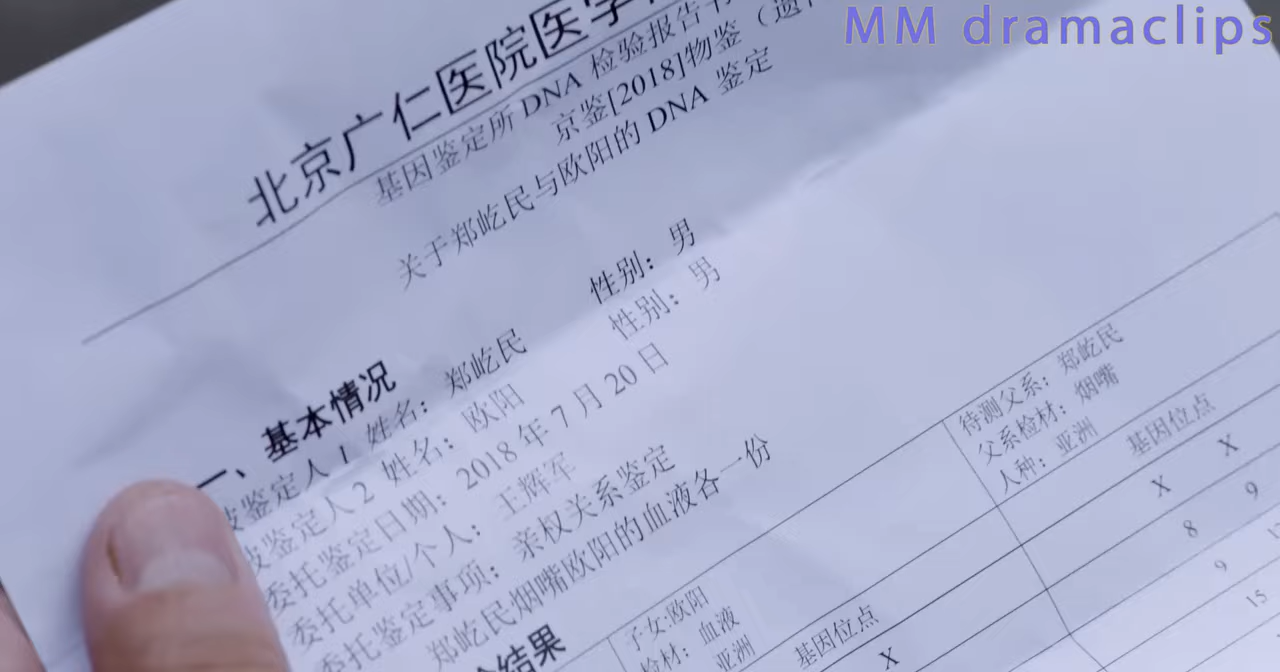 MM dramaclips
北京广仁医院医学
基因鉴定所 DNA 检验报告书
京鉴[2018]物鉴（遗
关于郑屹民与欧阳的 DNA 鉴定
一、基本情况
被鉴定人1 姓名：郑屹民 性别：男
被鉴定人2 姓名：欧阳 性别：男
委托鉴定日期：2018年7月20日
委托单位/个人：王辉军
委托鉴定事项：亲权关系鉴定
郑屹民烟嘴欧阳的血液各一份
结果
子女:欧阳
检材：血液
亚洲
基因位点
X
待测父系：郑屹民
父系检材：烟嘴
人种：亚洲
基因位点
X X
8 9
9
15